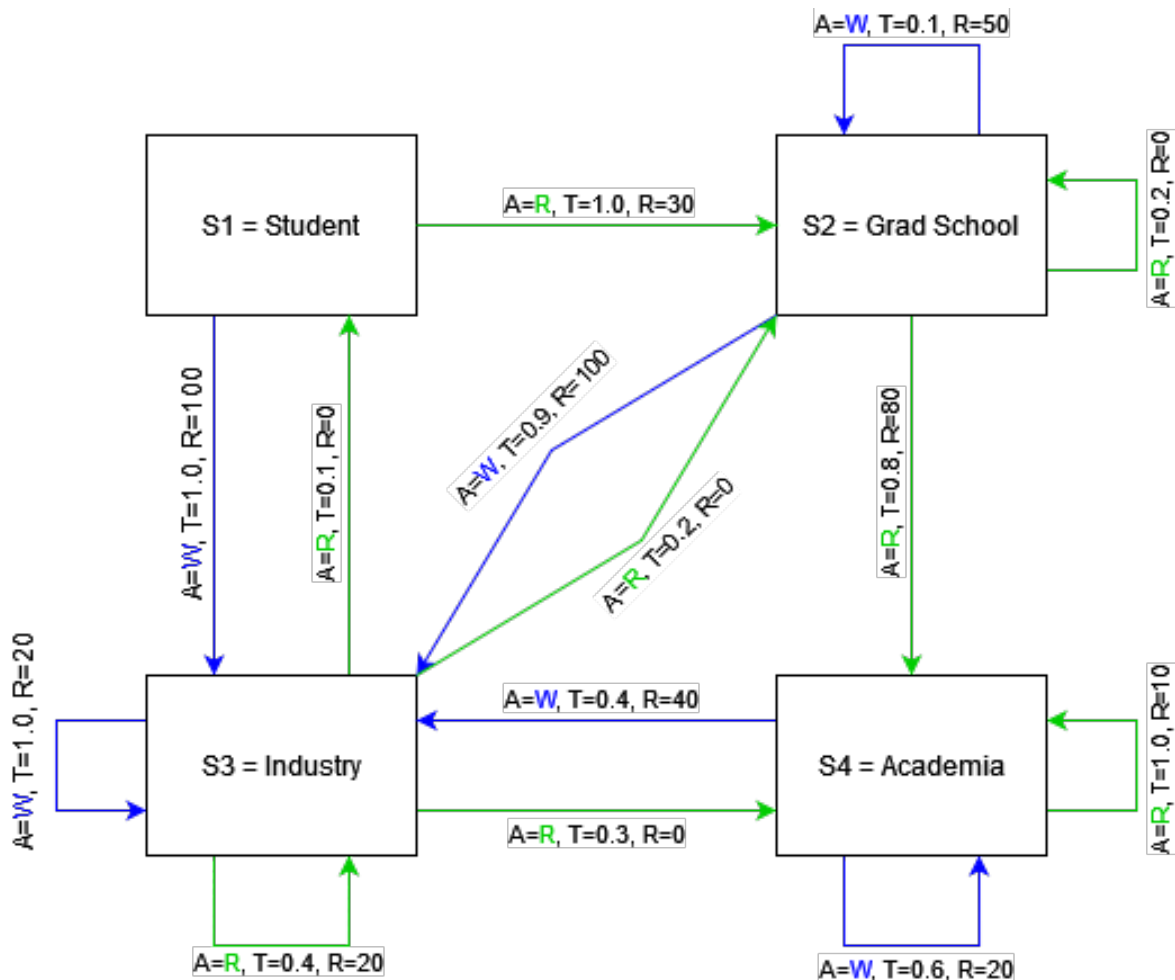 A=W, T=0.1, R=50
S1 = Student
A=R, T=1.0, R=30
S2 = Grad School
A=R, T=0.2, R=0
A=W, T=1.0, R=100
A=R, T=0.1, R=0
A=W, T=0.9, R=100
A=R, T=0.2, R=0
A=R, T=0.8, R=80
A=W, T=1.0, R=20
S3 = Industry
A=W, T=0.4, R=40
A=R, T=0.3, R=0
S4 = Academia
A=R, T=1.0, R=10
A=R, T=0.4, R=20
A=W, T=0.6, R=20